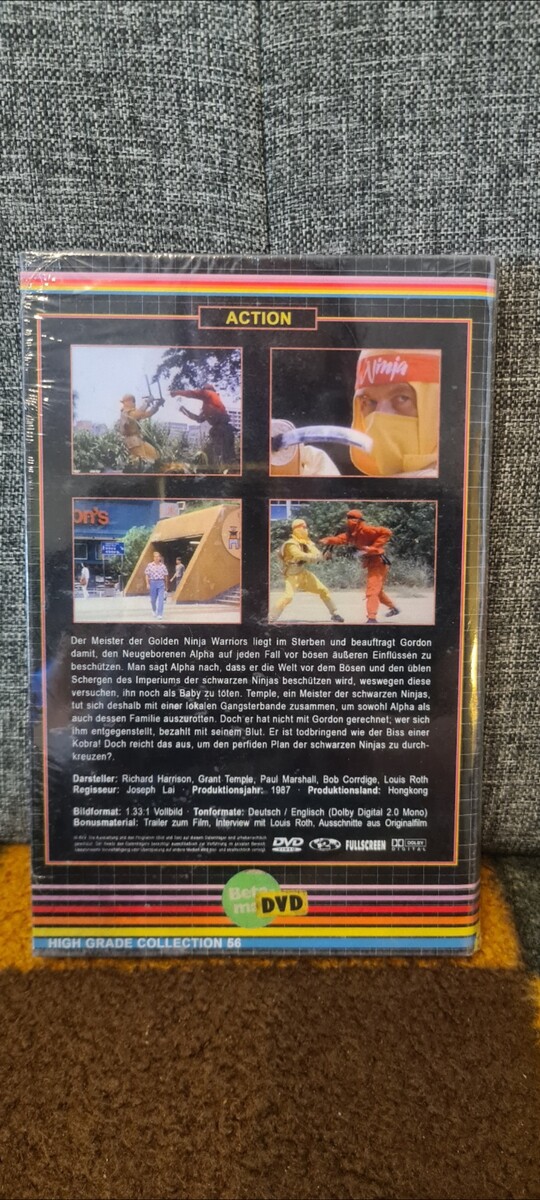 ACTION
Ninja
on's
Der Meister der Golden Ninja Warriors liegt im Sterben und beauftragt Gordon
damit, den Neugeborenen Alpha auf jeden Fall vor bösen äußeren Einflüssen zu
beschützen. Man sagt Alpha nach, dass er die Welt vor dem Bösen und den üblen
Schergen des Imperiums der schwarzen Ninjas beschützen wird, weswegen diese
versuchen, ihn noch als Baby zu töten. Temple, ein Meister der schwarzen Ninjas,
tut sich deshalb mit einer lokalen Gangsterbande zusammen, um sowohl Alpha als
auch dessen Familie auszurotten. Doch er hat nicht mit Gordon gerechnet, wer sich
ihm entgegenstellt, bezahlt mit seinem Blut. Er ist todbringend wie der Biss einer
Kobra! Doch reicht das aus, um den perfiden Plan der schwarzen Ninjas zu durch-
kreuzen?
Darsteller: Richard Harrison, Grant Temple, Paul Marshall, Bob Corrdige, Louis Roth
Regisseur: Joseph Lai · Produktionsjahr: 1987 · Produktionsland: Hongkong
Bildformat: 1.33:1 Vollbild · Tonformate: Deutsch / Englisch (Dolby Digital 2.0 Mono)
Bonusmaterial: Trailer zum Film, Interview mit Louis Roth, Ausschnitte aus Originalfilm
DVD VIDEO 2 FULLSCREEN DOLBY DIGITAL
Beta
DVD
HIGH GRADE COLLECTION 56